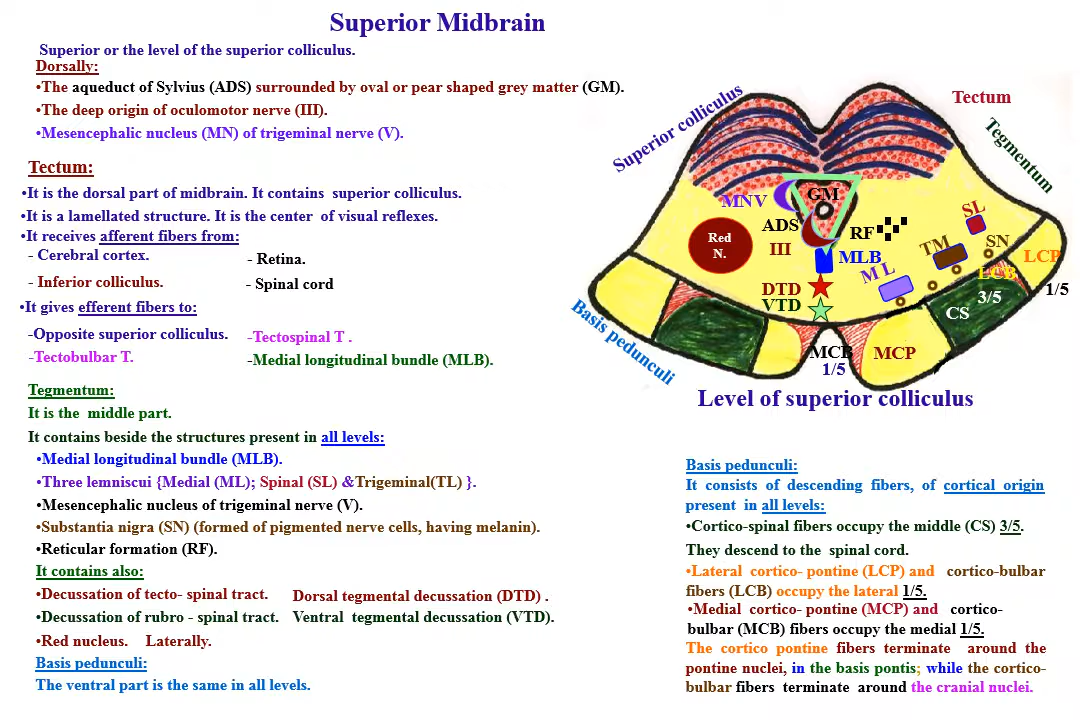 Superior Midbrain
Superior or the level of the superior colliculus.
Dorsally:
•The aqueduct of Sylvius (ADS) surrounded by oval or pear shaped grey matter (GM).
•The deep origin of oculomotor nerve (III).
•Mesencephalic nucleus (MN) of trigeminal nerve (V).
Tectum:
•It is the dorsal part of midbrain. It contains superior colliculus.
•It is a lamellated structure. It is the center of visual reflexes.
•It receives afferent fibers from:
- Cerebral cortex.
- Retina.
- Inferior colliculus.
- Spinal cord
•It gives efferent fibers to:
-Opposite superior colliculus.
-Tectospinal T .
-Tectobulbar T.
-Medial longitudinal bundle (MLB).
Tegmentum:
It is the middle part.
It contains beside the structures present in all levels:
•Medial longitudinal bundle (MLB).
•Three lemniscui {Medial (ML); Spinal (SL) &Trigeminal(TL) }.
•Mesencephalic nucleus of trigeminal nerve (V).
•Substantia nigra (SN) (formed of pigmented nerve cells, having melanin).
•Reticular formation (RF).
It contains also:
•Decussation of tecto- spinal tract. Dorsal tegmental decussation (DTD) .
•Decussation of rubro - spinal tract. Ventral tegmental decussation (VTD).
•Red nucleus. Laterally.
Basis pedunculi:
The ventral part is the same in all levels.
Superior colliculus
Tectum
Tegmentum
MNV
GM
ADS
III
RF
MLB
Red
N.
SL
TM
SN
ML
LCP
LCB
1/5
3/5
CS
DTD
VTD
MCB
1/5
MCP
Basis pedunculi
Level of superior colliculus
Basis pedunculi:
It consists of descending fibers, of cortical origin
present in all levels:
•Cortico-spinal fibers occupy the middle (CS) 3/5.
They descend to the spinal cord.
•Lateral cortico- pontine (LCP) and cortico-bulbar
fibers (LCB) occupy the lateral 1/5.
•Medial cortico- pontine (MCP) and cortico-
bulbar (MCB) fibers occupy the medial 1/5.
The cortico pontine fibers terminate around the
pontine nuclei, in the basis pontis; while the cortico-
bulbar fibers terminate around the cranial nuclei.